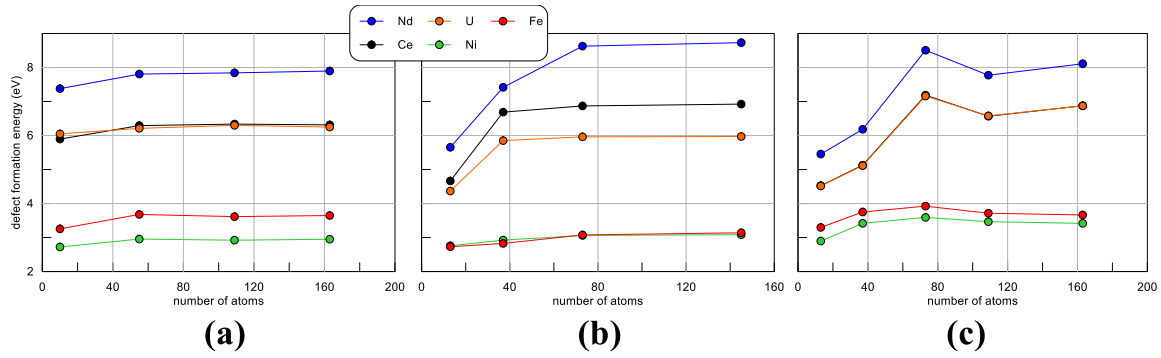 Nd U Fe
Ce Ni
defect formation energy (eV)
8
6
4
2
0 40 80 120 160 200
number of atoms
(a)
0 40 80 120 160
number of atoms
(b)
0 40 80 120 160 200
number of atoms
(c)